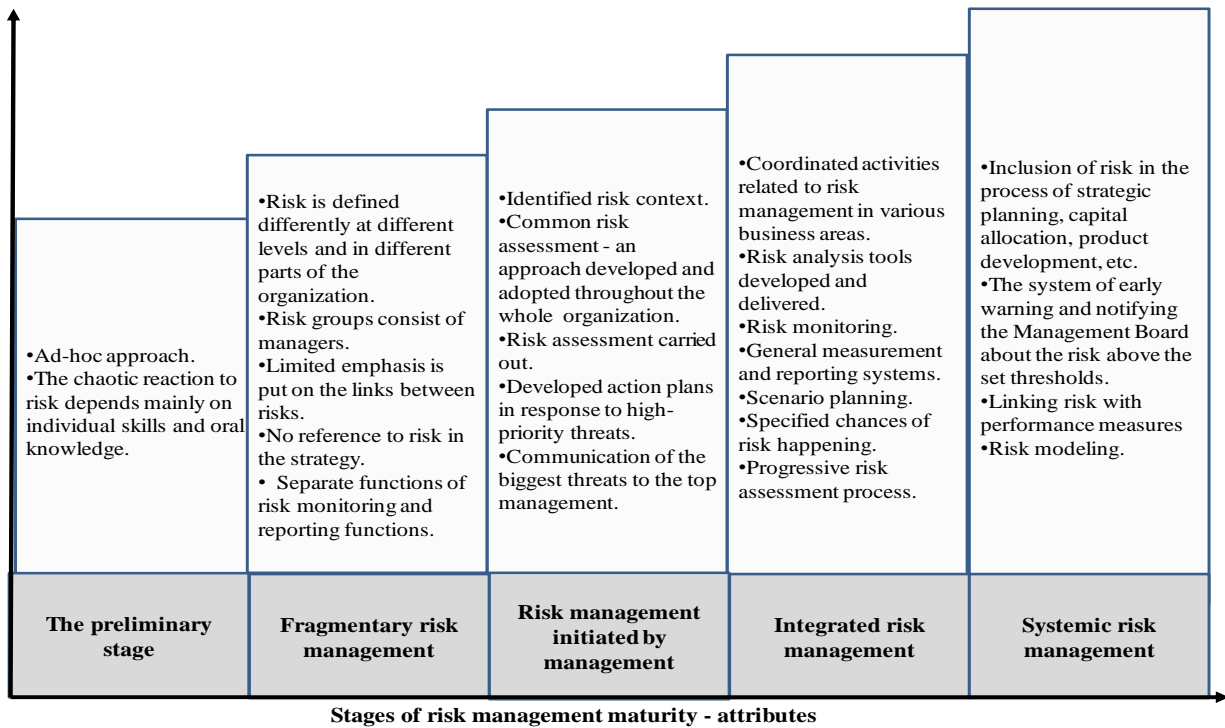 •Ad-hoc approach.
•The chaotic reaction to
risk depends mainly on
individual skills and oral
knowledge.
•Risk is defined
differently at different
levels and in different
parts of the
organization.
•Risk groups consist of
managers.
•Limited emphasis is
put on the links between
risks.
•No reference to risk in
the strategy.
• Separate functions of
risk monitoring and
reporting functions.
•Identified risk context.
•Common risk
assessment - an
approach developed and
adopted throughout the
whole organization.
•Risk assessment carried
out.
•Developed action plans
in response to high-
priority threats.
•Communication of the
biggest threats to the top
management.
•Coordinated activities
related to risk
management in various
business areas.
•Risk analysis tools
developed and
delivered.
•Risk monitoring.
•General measurement
and reporting systems.
•Scenario planning.
•Specified chances of
risk happening.
•Progressive risk
assessment process.
•Inclusion of risk in the
process of strategic
planning, capital
allocation, product
development, etc.
•The system of early
warning and notifying
the Management Board
about the risk above the
set thresholds.
•Linking risk with
performance measures
•Risk modeling.
The preliminary
stage
Fragmentary risk
management
Risk management
initiated by
management
Integrated risk
management
Systemic risk
management
Stages of risk management maturity - attributes